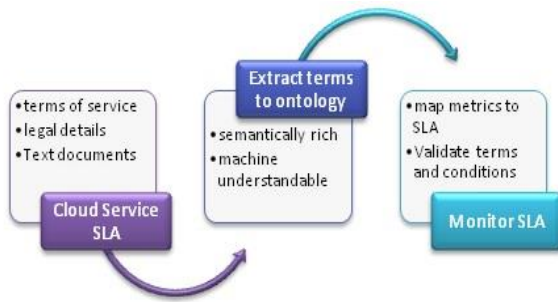 •terms of service
•legal details
•Text documents
Cloud Service
SLA
Extract terms
to ontology
•semantically rich
•machine
understandable
•map metrics to
SLA
•Validate terms
and conditions
Monitor SLA